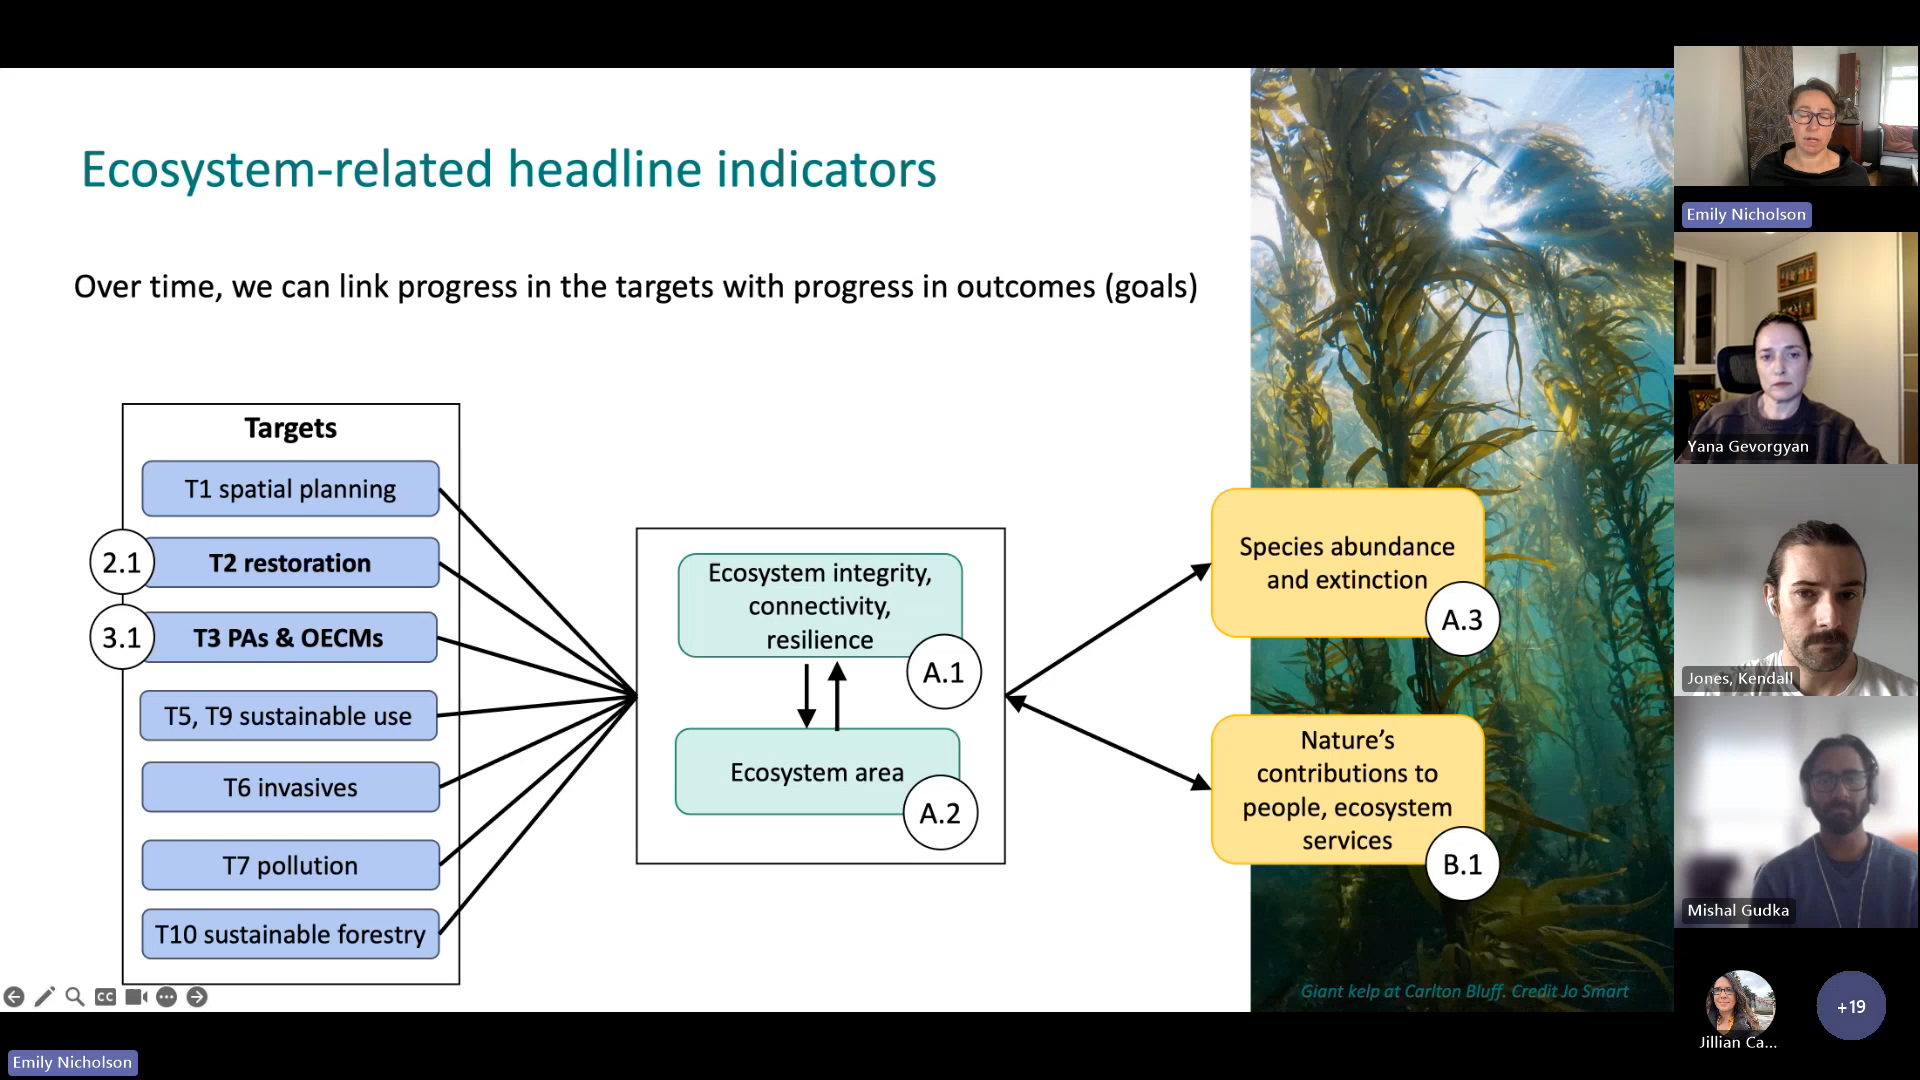 Ecosystem-related headline indicators
Over time, we can link progress in the targets with progress in outcomes (goals)
Targets
T1 spatial planning
2.1
T2 restoration
3.1
T3 PAs & OECMs
T5, T9 sustainable use
T6 invasives
T7 pollution
T10 sustainable forestry
Ecosystem integrity,
connectivity,
resilience
A.1
Ecosystem area
A.2
Species abundance
and extinction
A.3
Nature’s
contributions to
people, ecosystem
services
B.1
Giant kelp at Carlton Bluff. Credit Jo Smart
CC
Emily Nicholson
Emily Nicholson
Yana Gevorgyan
Jones, Kendall
Mishal Gudka
Jillian Ca...
+19